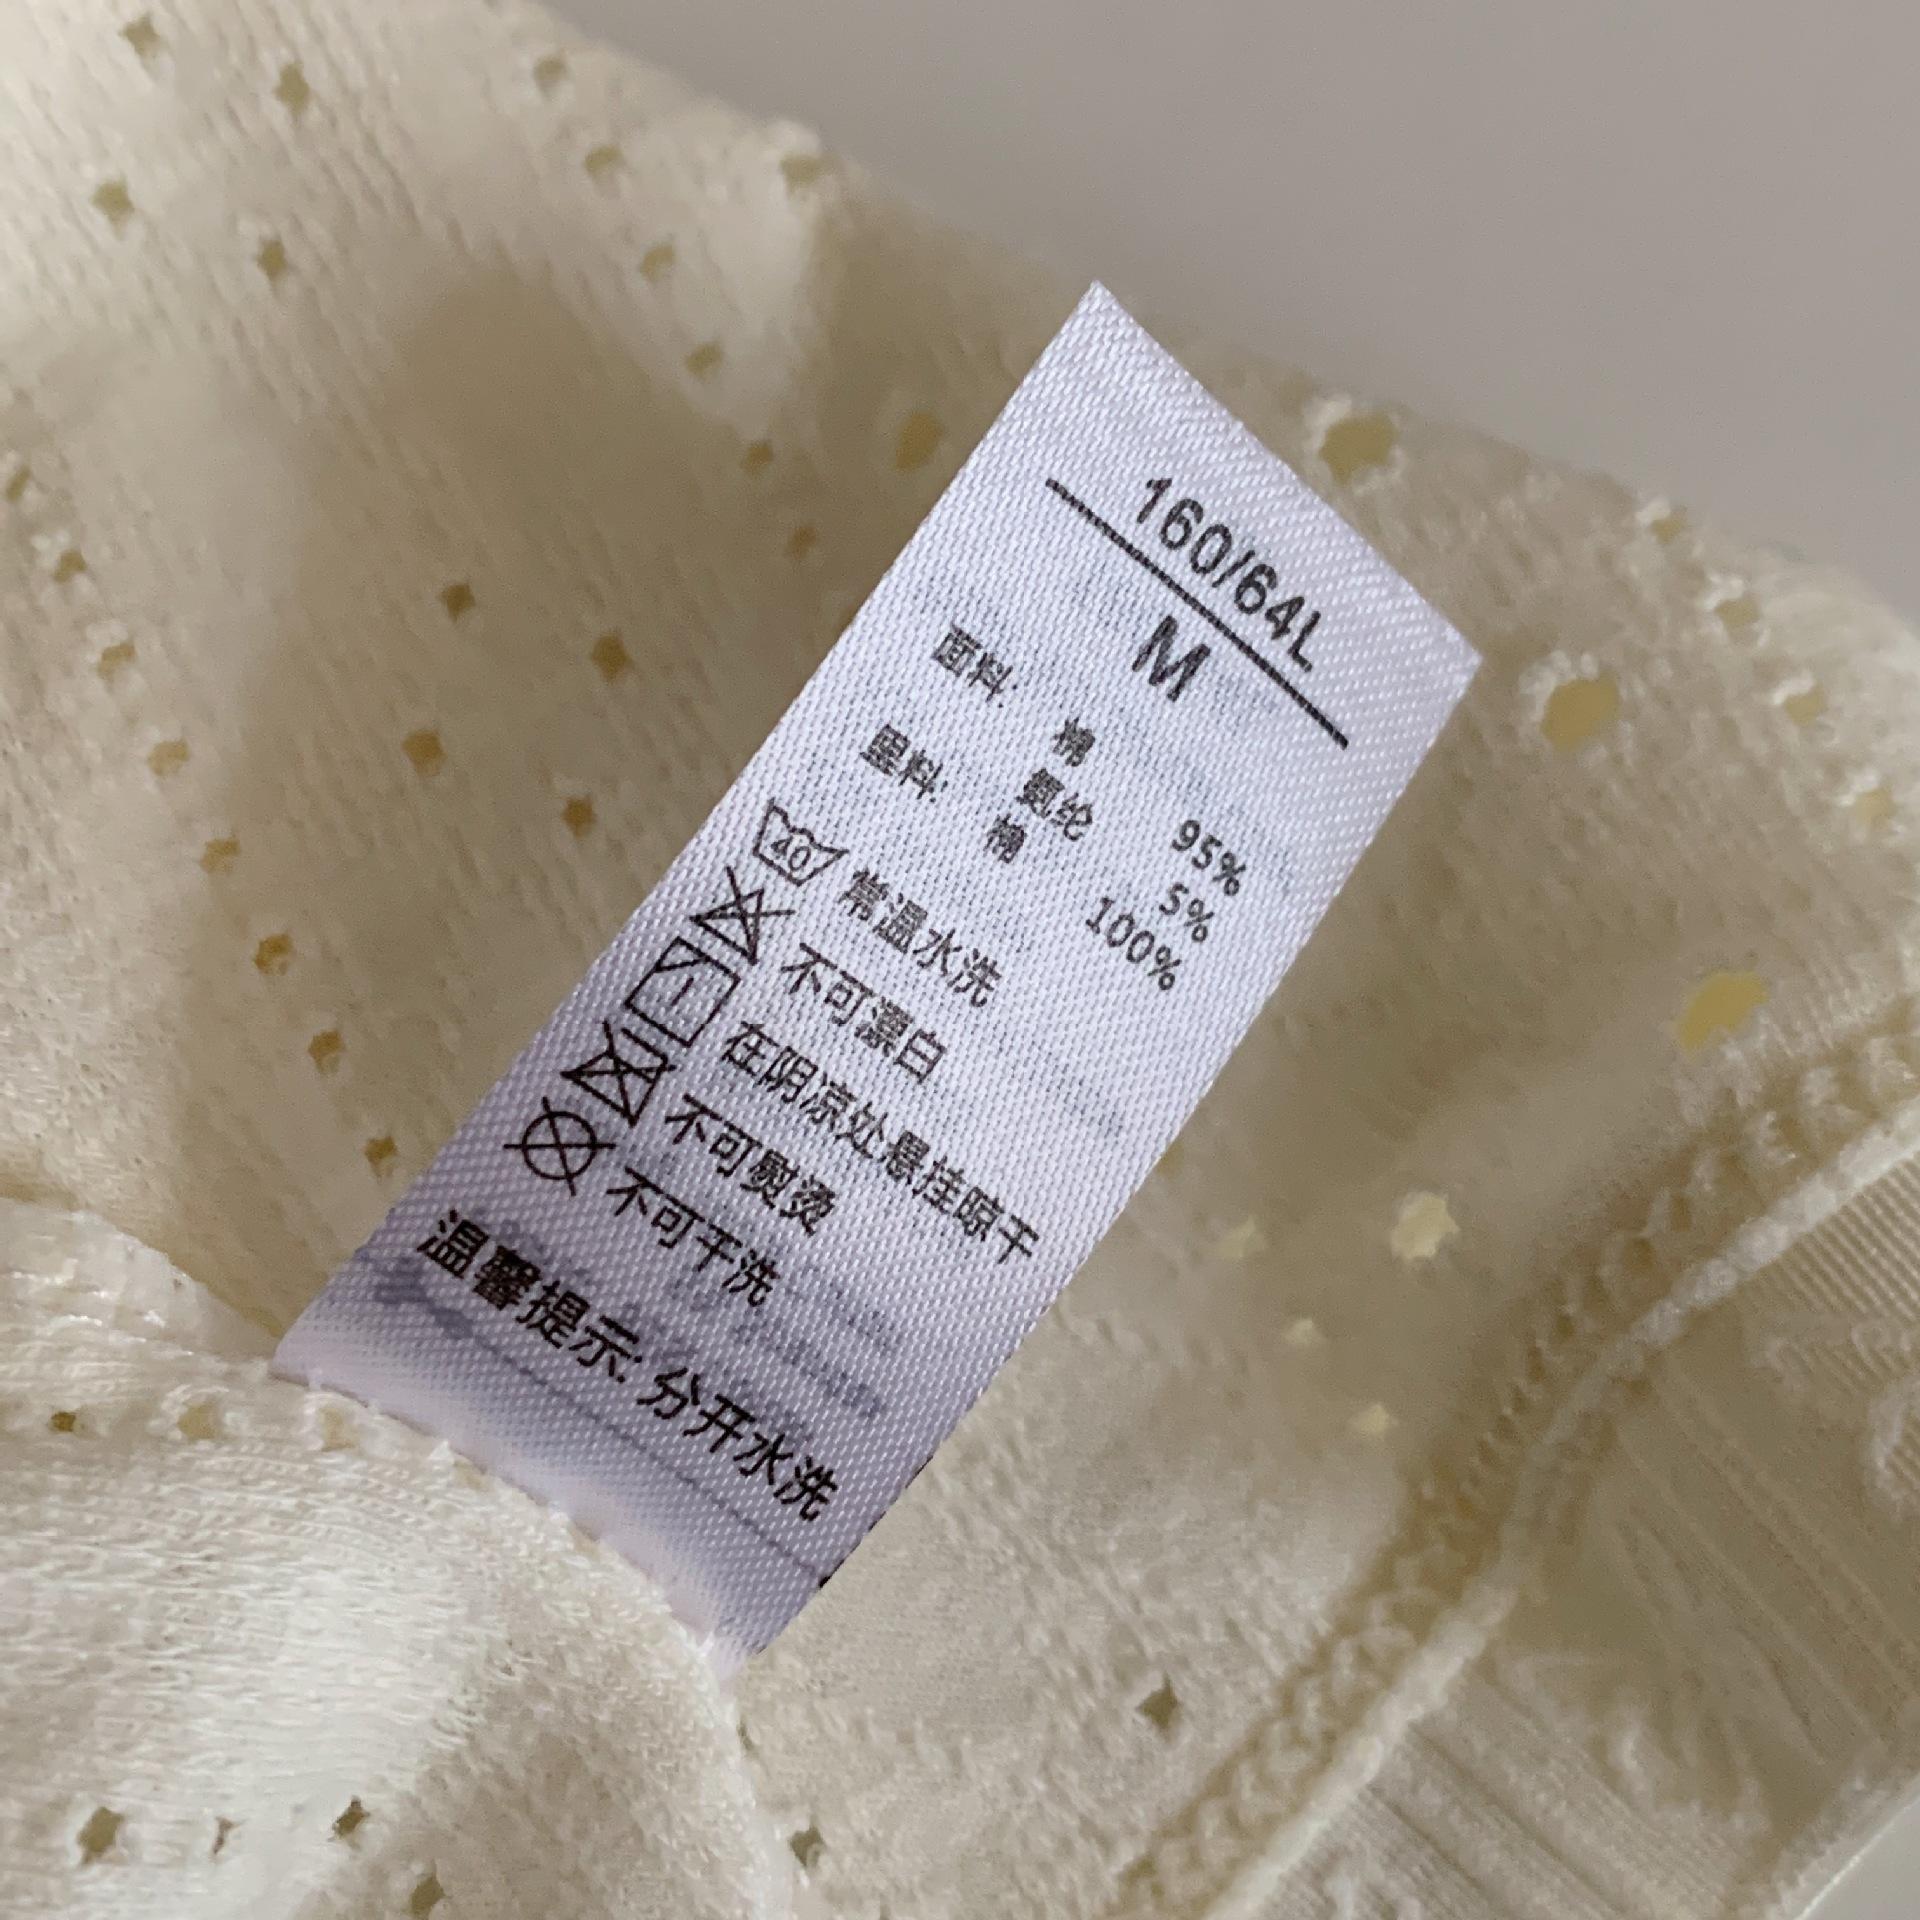 160/64L
M
面料: 棉 95%
氨纶 5%
里料: 棉 100%
40 常温水洗
不可漂白
在阴凉处悬挂晾干
不可熨烫
不可干洗
温馨提示: 分开水洗